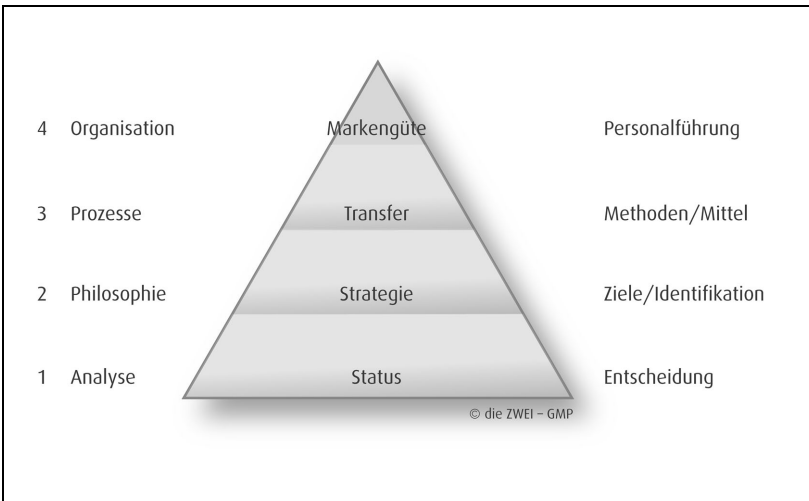 4 Organisation Markengüte Personalführung
3 Prozesse Transfer Methoden/Mittel
2 Philosophie Strategie Ziele/Identifikation
1 Analyse Status Entscheidung
© die ZWEI – GMP